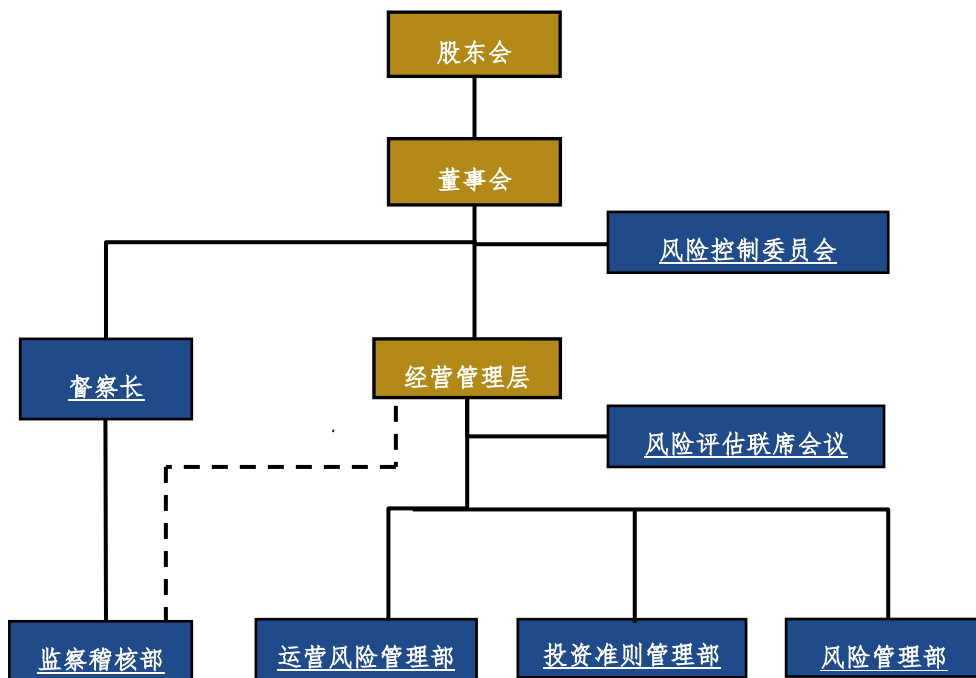 股东会
董事会
风险控制委员会
督察长
经营管理层
风险评估联席会议
监察稽核部
运营风险管理部
投资准则管理部
风险管理部